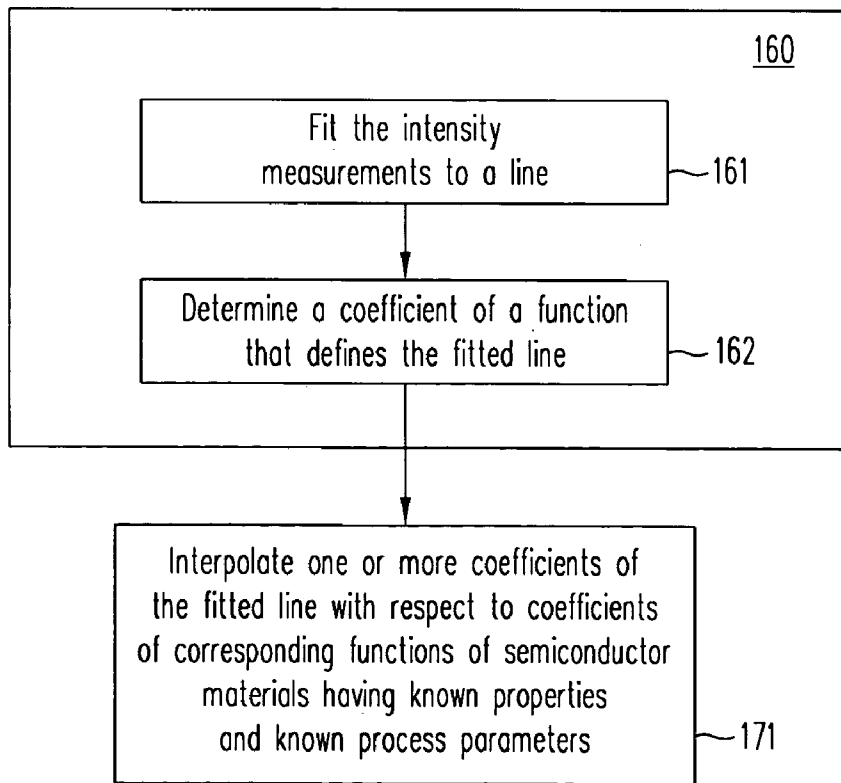 160
Fit the intensity
measurements to a line
161
Determine a coefficient of a function
that defines the fitted line
162
Interpolate one or more coefficients of
the fitted line with respect to coefficients
of corresponding functions of semiconductor
materials having known properties
and known process parameters
171